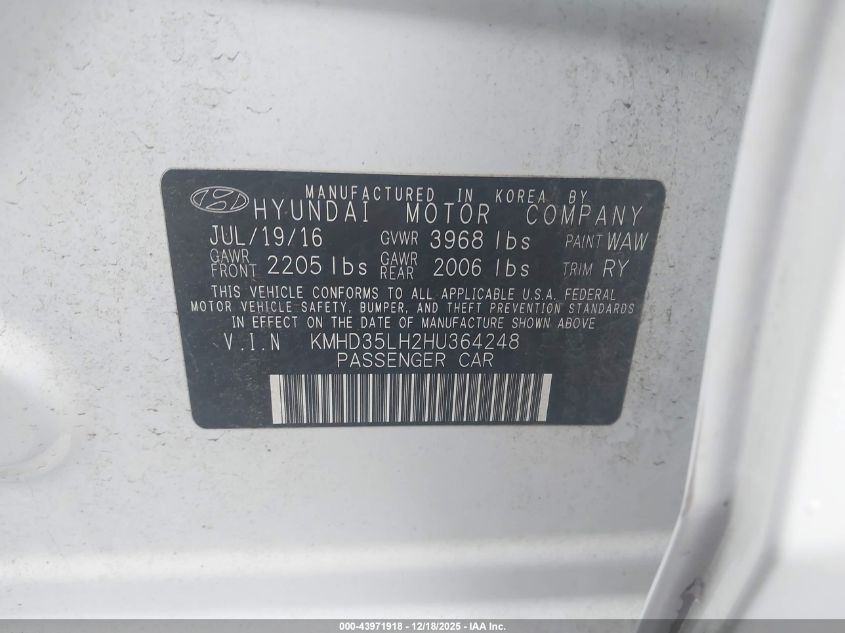 MANUFACTURED IN KOREA BY
HYUNDAI MOTOR COMPANY
JUL/19/16 GVWR 3968 lbs PAINT WAW
GAWR FRONT 2205 lbs GAWR REAR 2006 lbs TRIM RY
THIS VEHICLE CONFORMS TO ALL APPLICABLE U.S.A. FEDERAL
MOTOR VEHICLE SAFETY, BUMPER, AND THEFT PREVENTION STANDARDS
IN EFFECT ON THE DATE OF MANUFACTURE SHOWN ABOVE
V.I.N KMHD35LH2HU364248
PASSENGER CAR
000-43971918 - 12/18/2025 - IAA Inc.